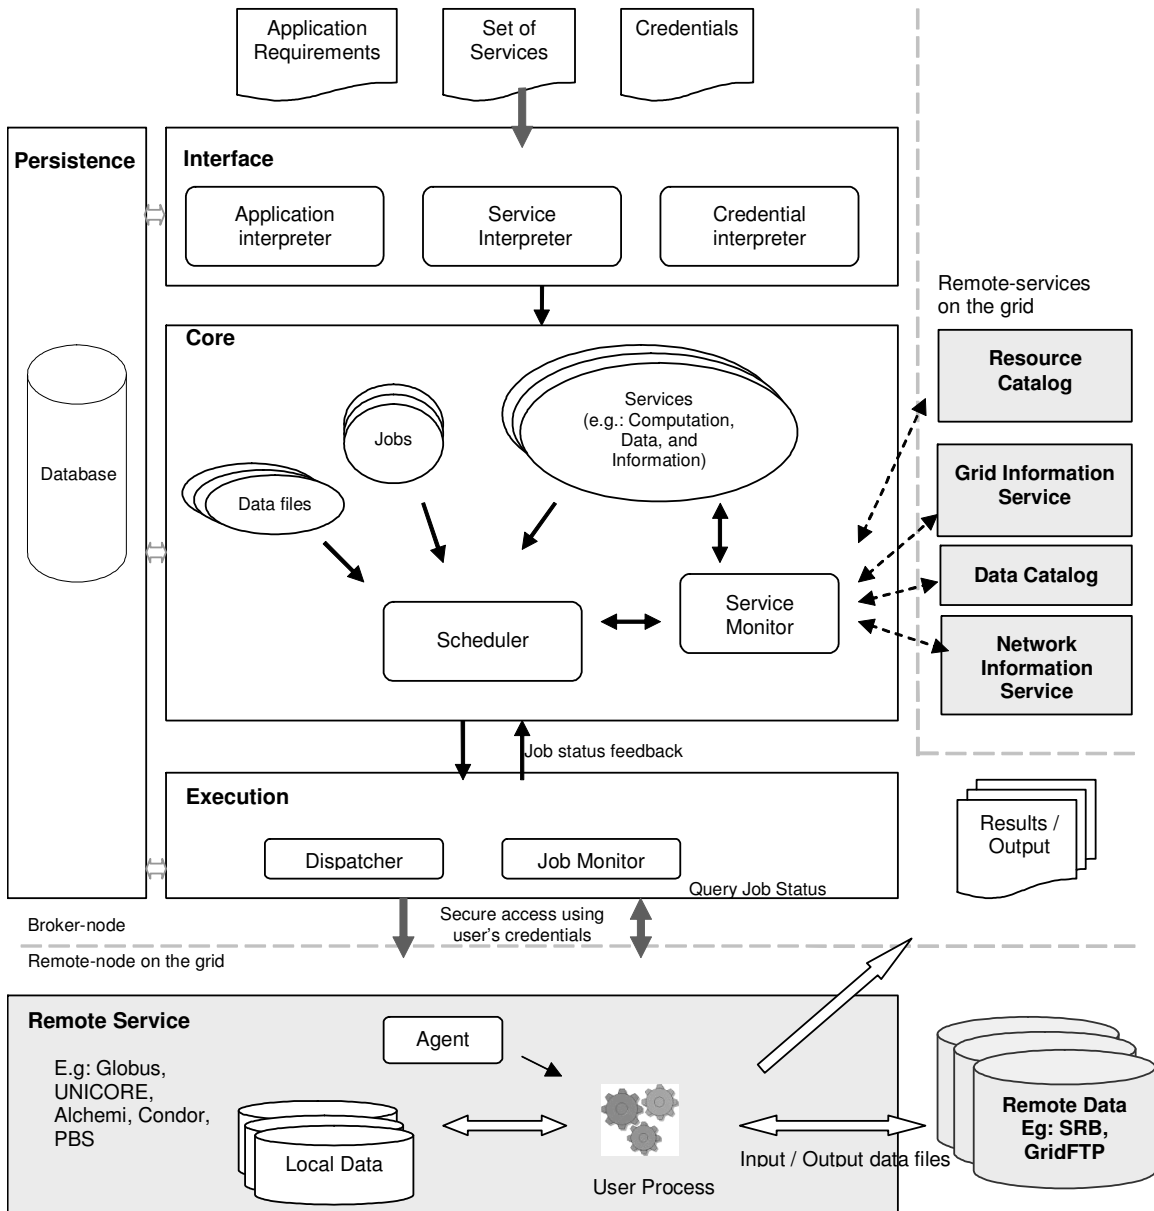 Application
Requirements
Set of
Services
Credentials
Persistence
Interface
Application
interpreter
Service
Interpreter
Credential
interpreter
Remote-services
on the grid
Core
Resource
Catalog
Services
(e.g.: Computation,
Data, and
Information)
Jobs
Database
Data files
Grid Information
Service
Data Catalog
Service
Monitor
Scheduler
Network
Information
Service
Job status feedback
Execution
Results /
Output
Dispatcher
Job Monitor
Query Job Status
Secure access using
user's credentials
Broker-node
Remote-node on the grid
Remote Service
E.g: Globus,
UNICORE,
Alchemi, Condor,
PBS
Agent
Local Data
User Process
Input / Output data files
Remote Data
Eg: SRB,
GridFTP